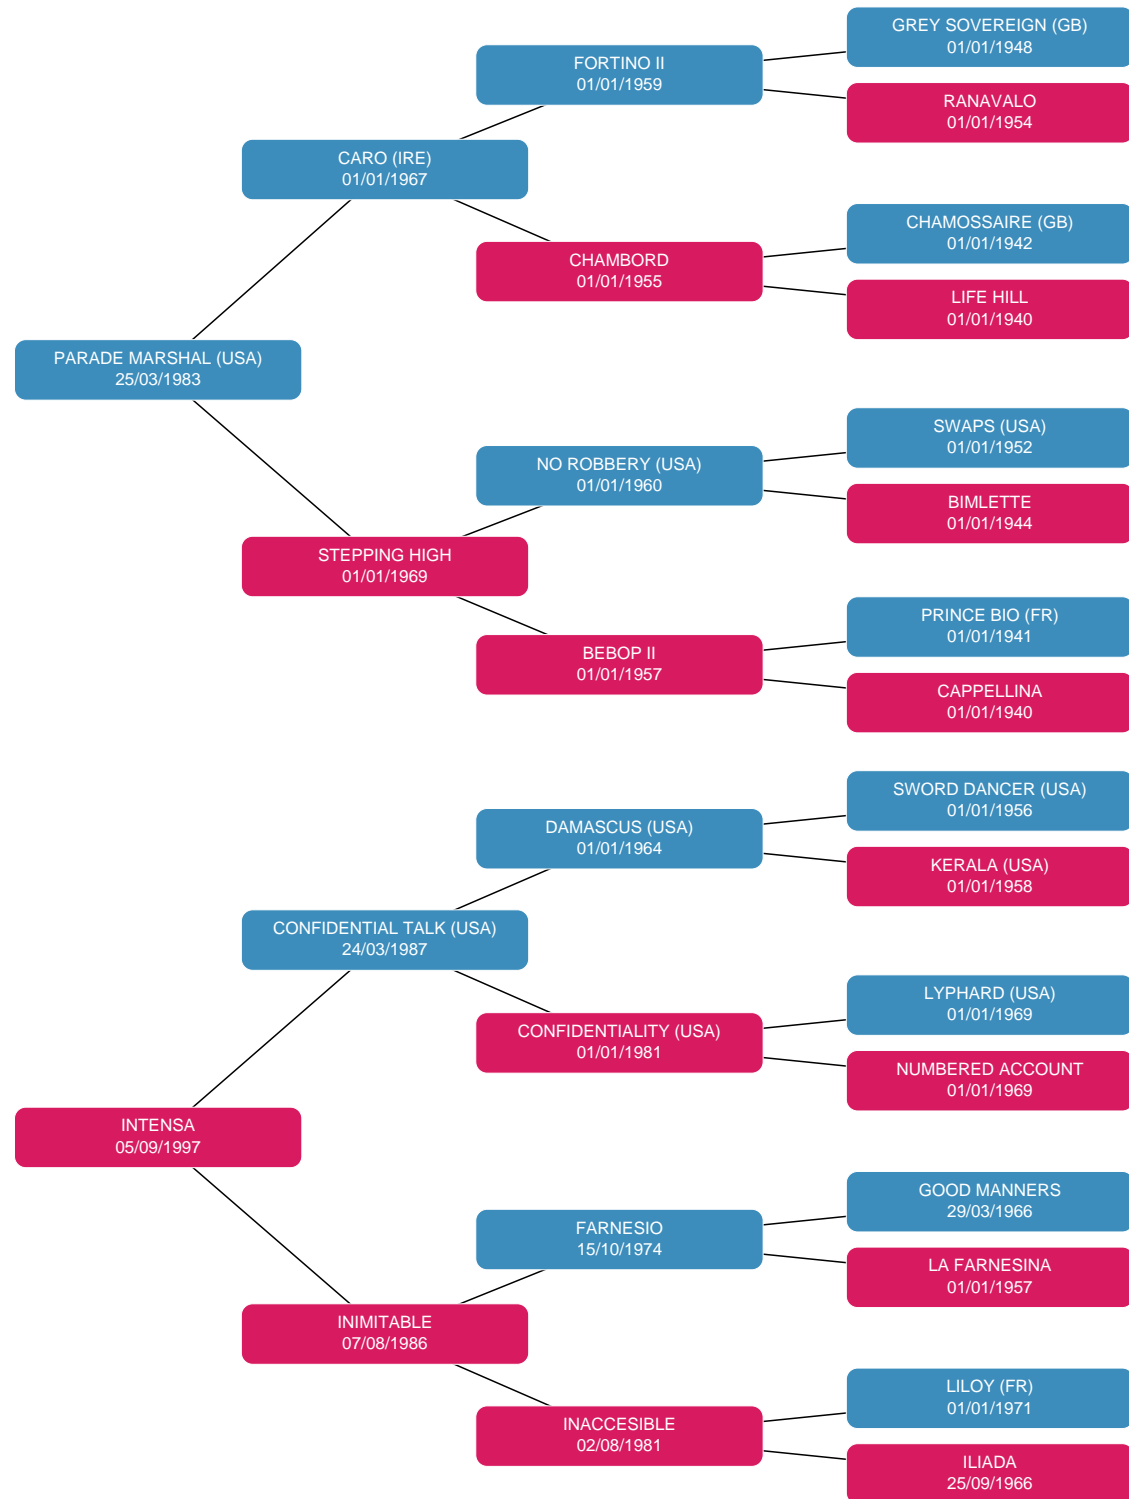 GREY SOVEREIGN (GB)
01/01/1948
FORTINO II
01/01/1959
RANAVALO
01/01/1954
CARO (IRE)
01/01/1967
CHAMOSSAIRE (GB)
01/01/1942
CHAMBORD
01/01/1955
LIFE HILL
01/01/1940
PARADE MARSHAL (USA)
25/03/1983
SWAPS (USA)
01/01/1952
NO ROBBERY (USA)
01/01/1960
BIMLETTE
01/01/1944
STEPPING HIGH
01/01/1969
PRINCE BIO (FR)
01/01/1941
BEBOP II
01/01/1957
CAPPELLINA
01/01/1940
SWORD DANCER (USA)
01/01/1956
DAMASCUS (USA)
01/01/1964
KERALA (USA)
01/01/1958
CONFIDENTIAL TALK (USA)
24/03/1987
LYPHARD (USA)
01/01/1969
CONFIDENTIALITY (USA)
01/01/1981
NUMBERED ACCOUNT
01/01/1969
INTENSA
05/09/1997
GOOD MANNERS
29/03/1966
FARNESIO
15/10/1974
LA FARNESINA
01/01/1957
INIMITABLE
07/08/1986
LILOY (FR)
01/01/1971
INACCESIBLE
02/08/1981
ILIADA
25/09/1966